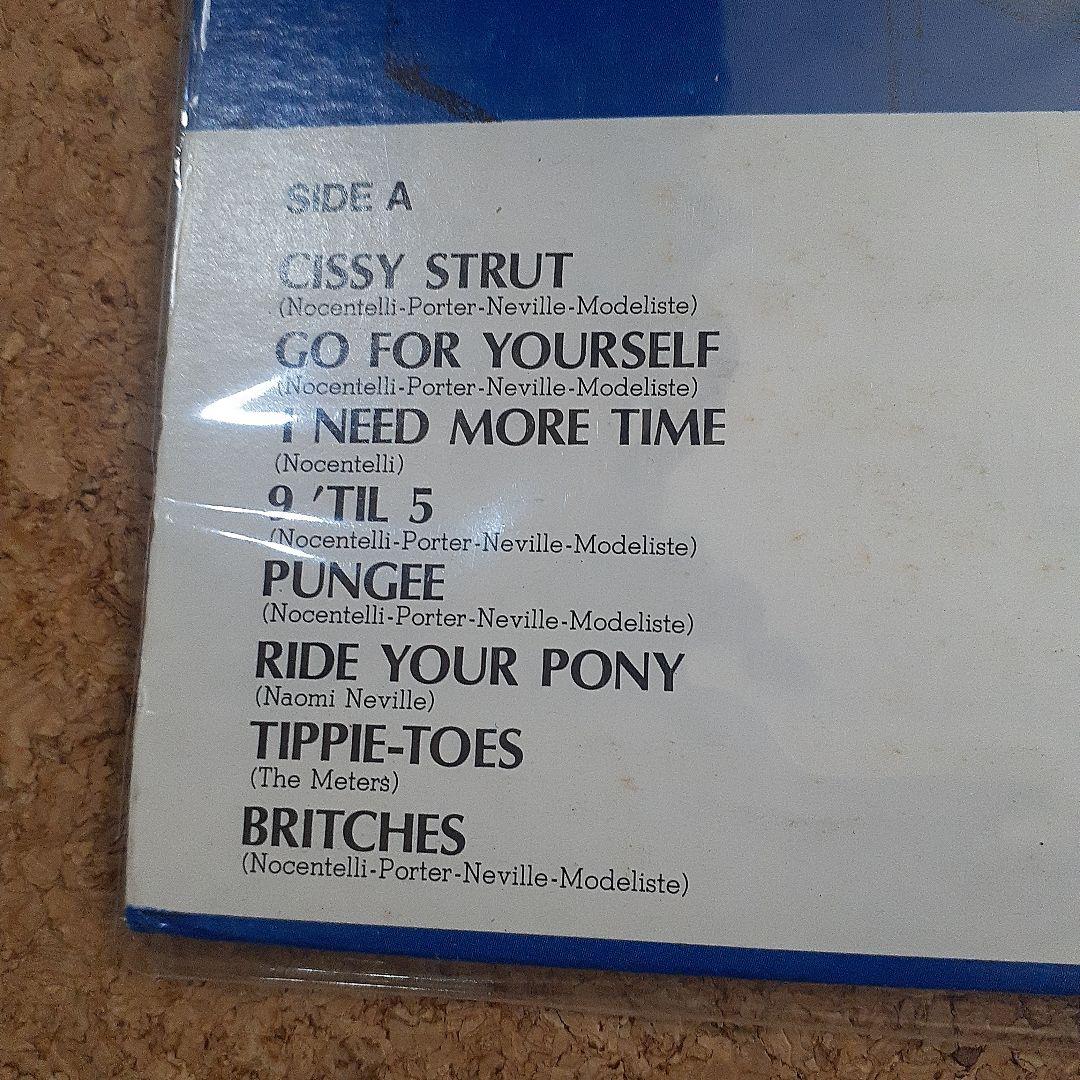 SIDE A
CISSY STRUT
(Nocentelli-Porter-Neville-Modeliste)
GO FOR YOURSELF
(Nocentelli-Porter-Neville-Modeliste)
I NEED MORE TIME
(Nocentelli)
9 'TIL 5
(Nocentelli-Porter-Neville-Modeliste)
PUNGEE
(Nocentelli-Porter-Neville-Modeliste)
RIDE YOUR PONY
(Naomi Neville)
TIPPIE-TOES
(The Meters)
BRITCHES
(Nocentelli-Porter-Neville-Modeliste)